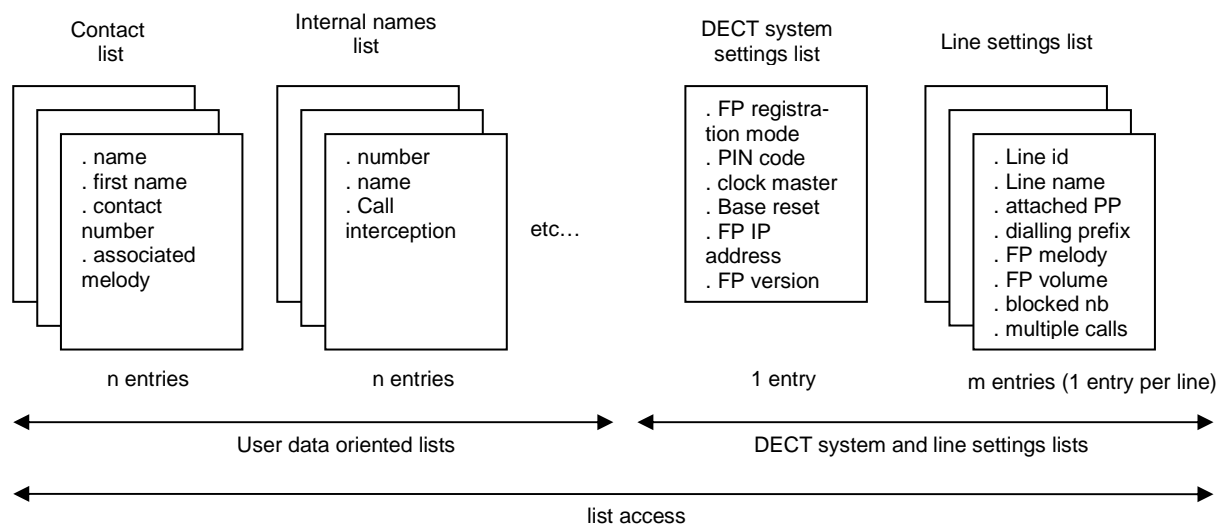 Contact
list
Internal names
list
DECT system
settings list
Line settings list
. name
. first name
. contact
number
. associated
melody
. number
. name
. Call
interception
etc…
. FP registra-
tion mode
. PIN code
. clock master
. Base reset
. FP IP
address
. FP version
. Line id
. Line name
. attached PP
. dialling prefix
. FP melody
. FP volume
. blocked nb
. multiple calls
n entries
n entries
1 entry
m entries (1 entry per line)
User data oriented lists
DECT system and line settings lists
list access